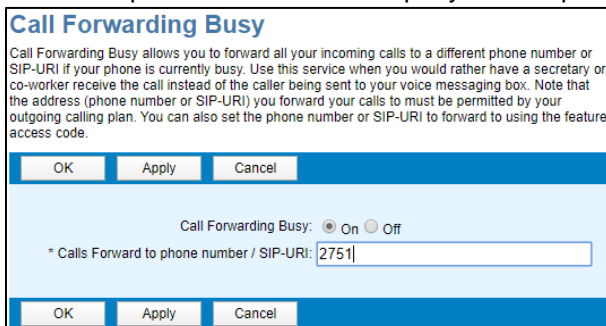 Call Forwarding Busy
Call Forwarding Busy allows you to forward all your incoming calls to a different phone number or
SIP-URI if your phone is currently busy. Use this service when you would rather have a secretary or
co-worker receive the call instead of the caller being sent to your voice messaging box. Note that
the address (phone number or SIP-URI) you forward your calls to must be permitted by your
outgoing calling plan. You can also set the phone number or SIP-URI to forward to using the feature
access code.
OK Apply Cancel
Call Forwarding Busy: On Off
* Calls Forward to phone number / SIP-URI: 2751
OK Apply Cancel